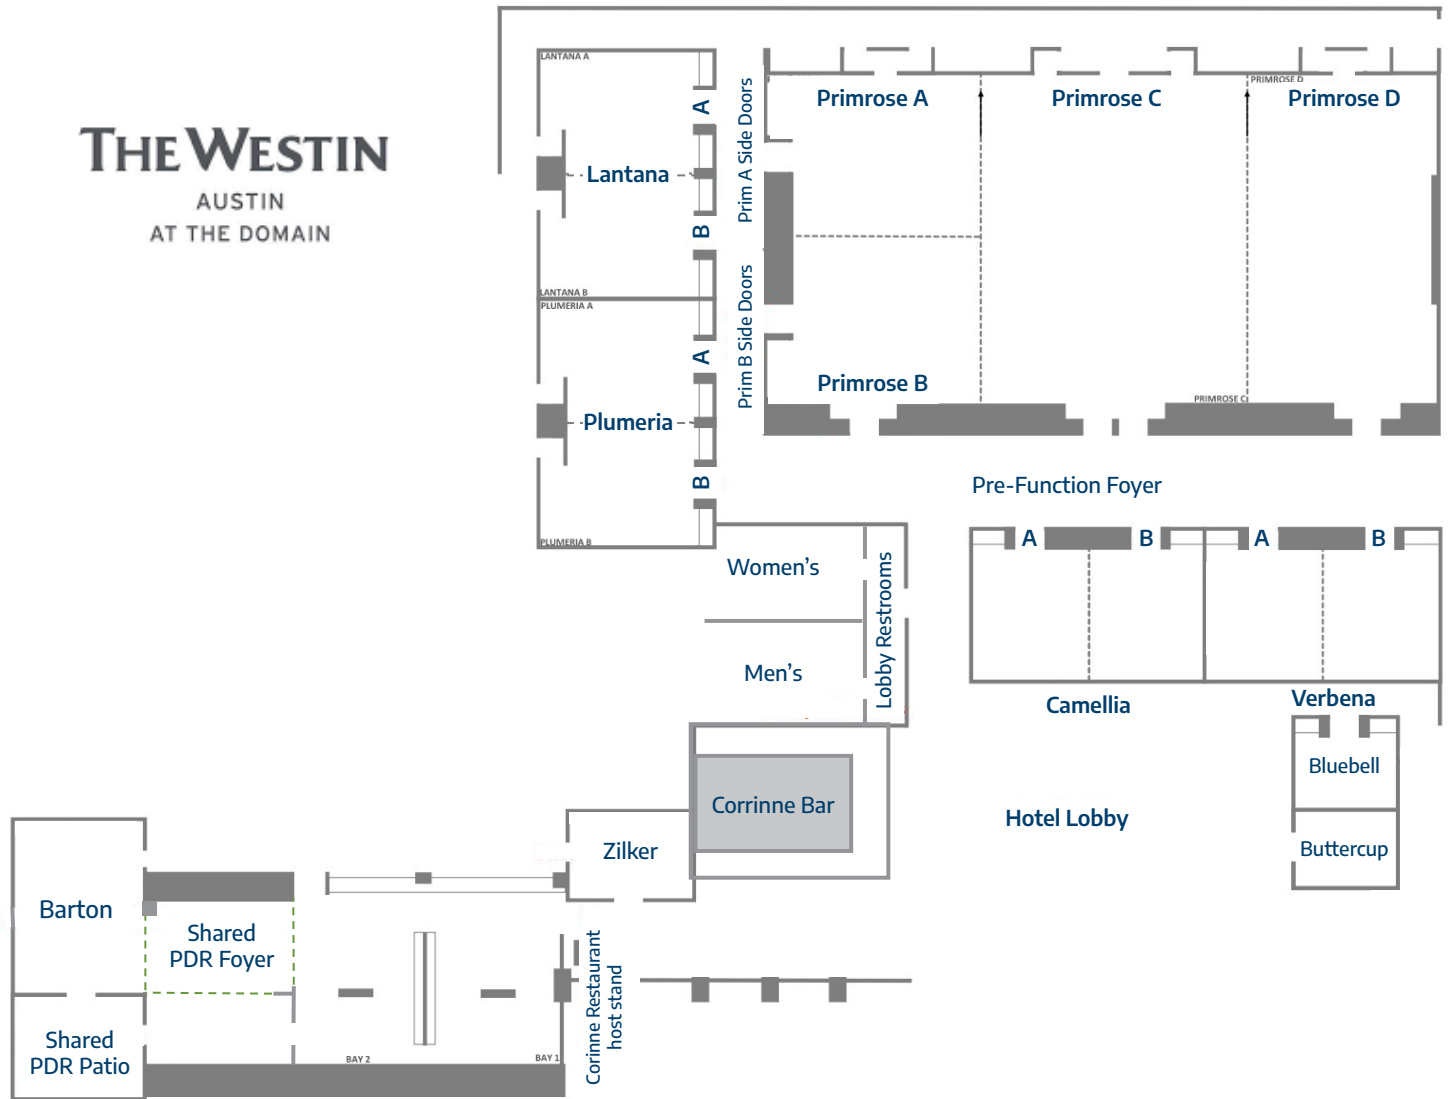 THE WESTIN
AUSTIN
AT THE DOMAIN
LANTANA A
A
Lantana
B
LANTANA B
PLUMERIA A
A
Plumeria
B
PLUMERIA B
Prim A Side Doors
Prim B Side Doors
Primrose A
Primrose C
PRIMROSE D
Primrose D
Primrose B
PRIMROSE C
Pre-Function Foyer
A
B
A
B
Camellia
Verbena
Women's
Men's
Lobby Restrooms
Bluebell
Buttercup
Hotel Lobby
Corrinne Bar
Zilker
Barton
Shared
PDR Foyer
Shared
PDR Patio
BAY 2
BAY 1
Corinne Restaurant
host stand